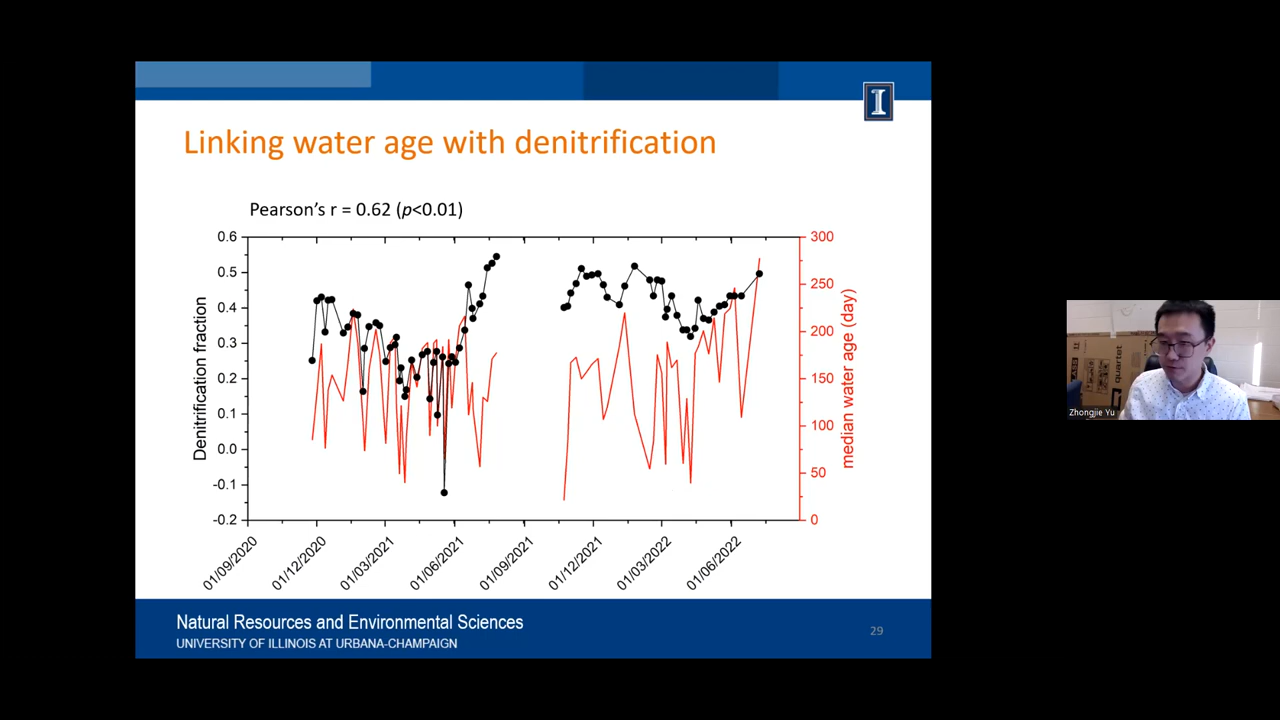 I
Linking water age with denitrification
Pearson's r = 0.62 (p<0.01)
0.6
0.5
0.4
0.3
0.2
0.1
0.0
-0.1
-0.2
Denitrification fraction
300
250
200
150
100
50
0
median water age (day)
01/09/2020
01/12/2020
01/03/2021
01/06/2021
01/09/2021
01/12/2021
01/03/2022
01/06/2022
Natural Resources and Environmental Sciences
UNIVERSITY OF ILLINOIS AT URBANA-CHAMPAIGN
29
quartet
Zhongjie Yu